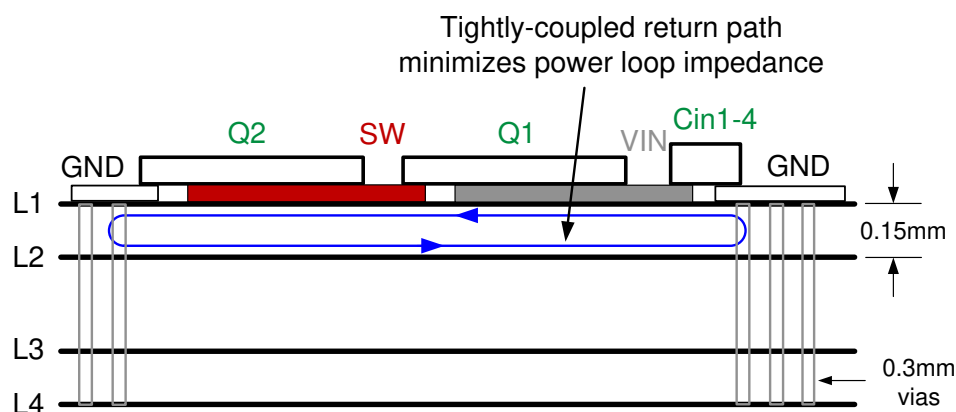 Tightly-coupled return path
minimizes power loop impedance
Q2
SW
Q1
VIN
Cin1-4
GND
GND
L1
0.15mm
L2
L3
0.3mm
vias
L4